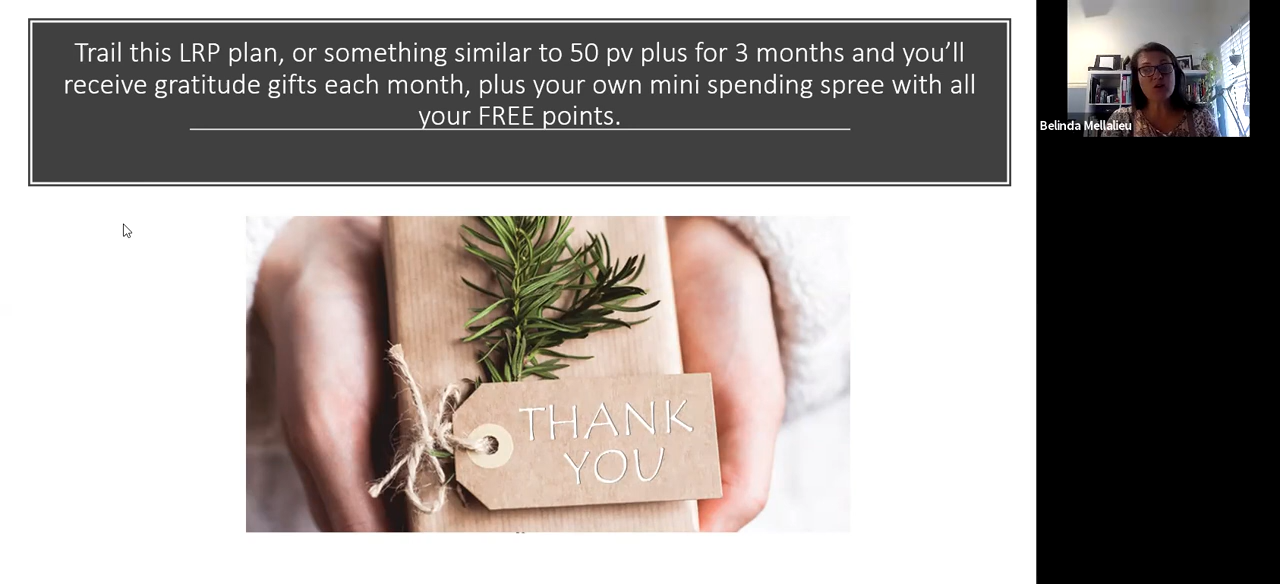 Trail this LRP plan, or something similar to 50 pv plus for 3 months and you’ll
receive gratitude gifts each month, plus your own mini spending spree with all
your FREE points.
Belinda Mellalieu
THANK
YOU